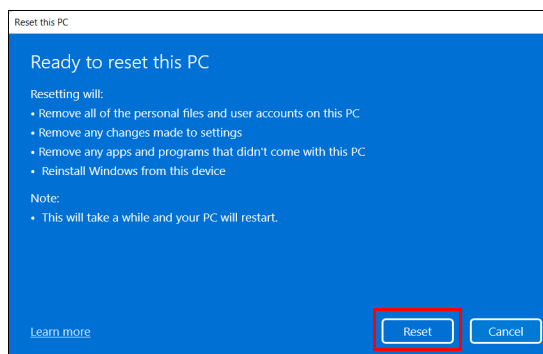 Reset this PC
Ready to reset this PC
Resetting will:
• Remove all of the personal files and user accounts on this PC
• Remove any changes made to settings
• Remove any apps and programs that didn't come with this PC
• Reinstall Windows from this device
Note:
• This will take a while and your PC will restart.
Learn more
Reset
Cancel